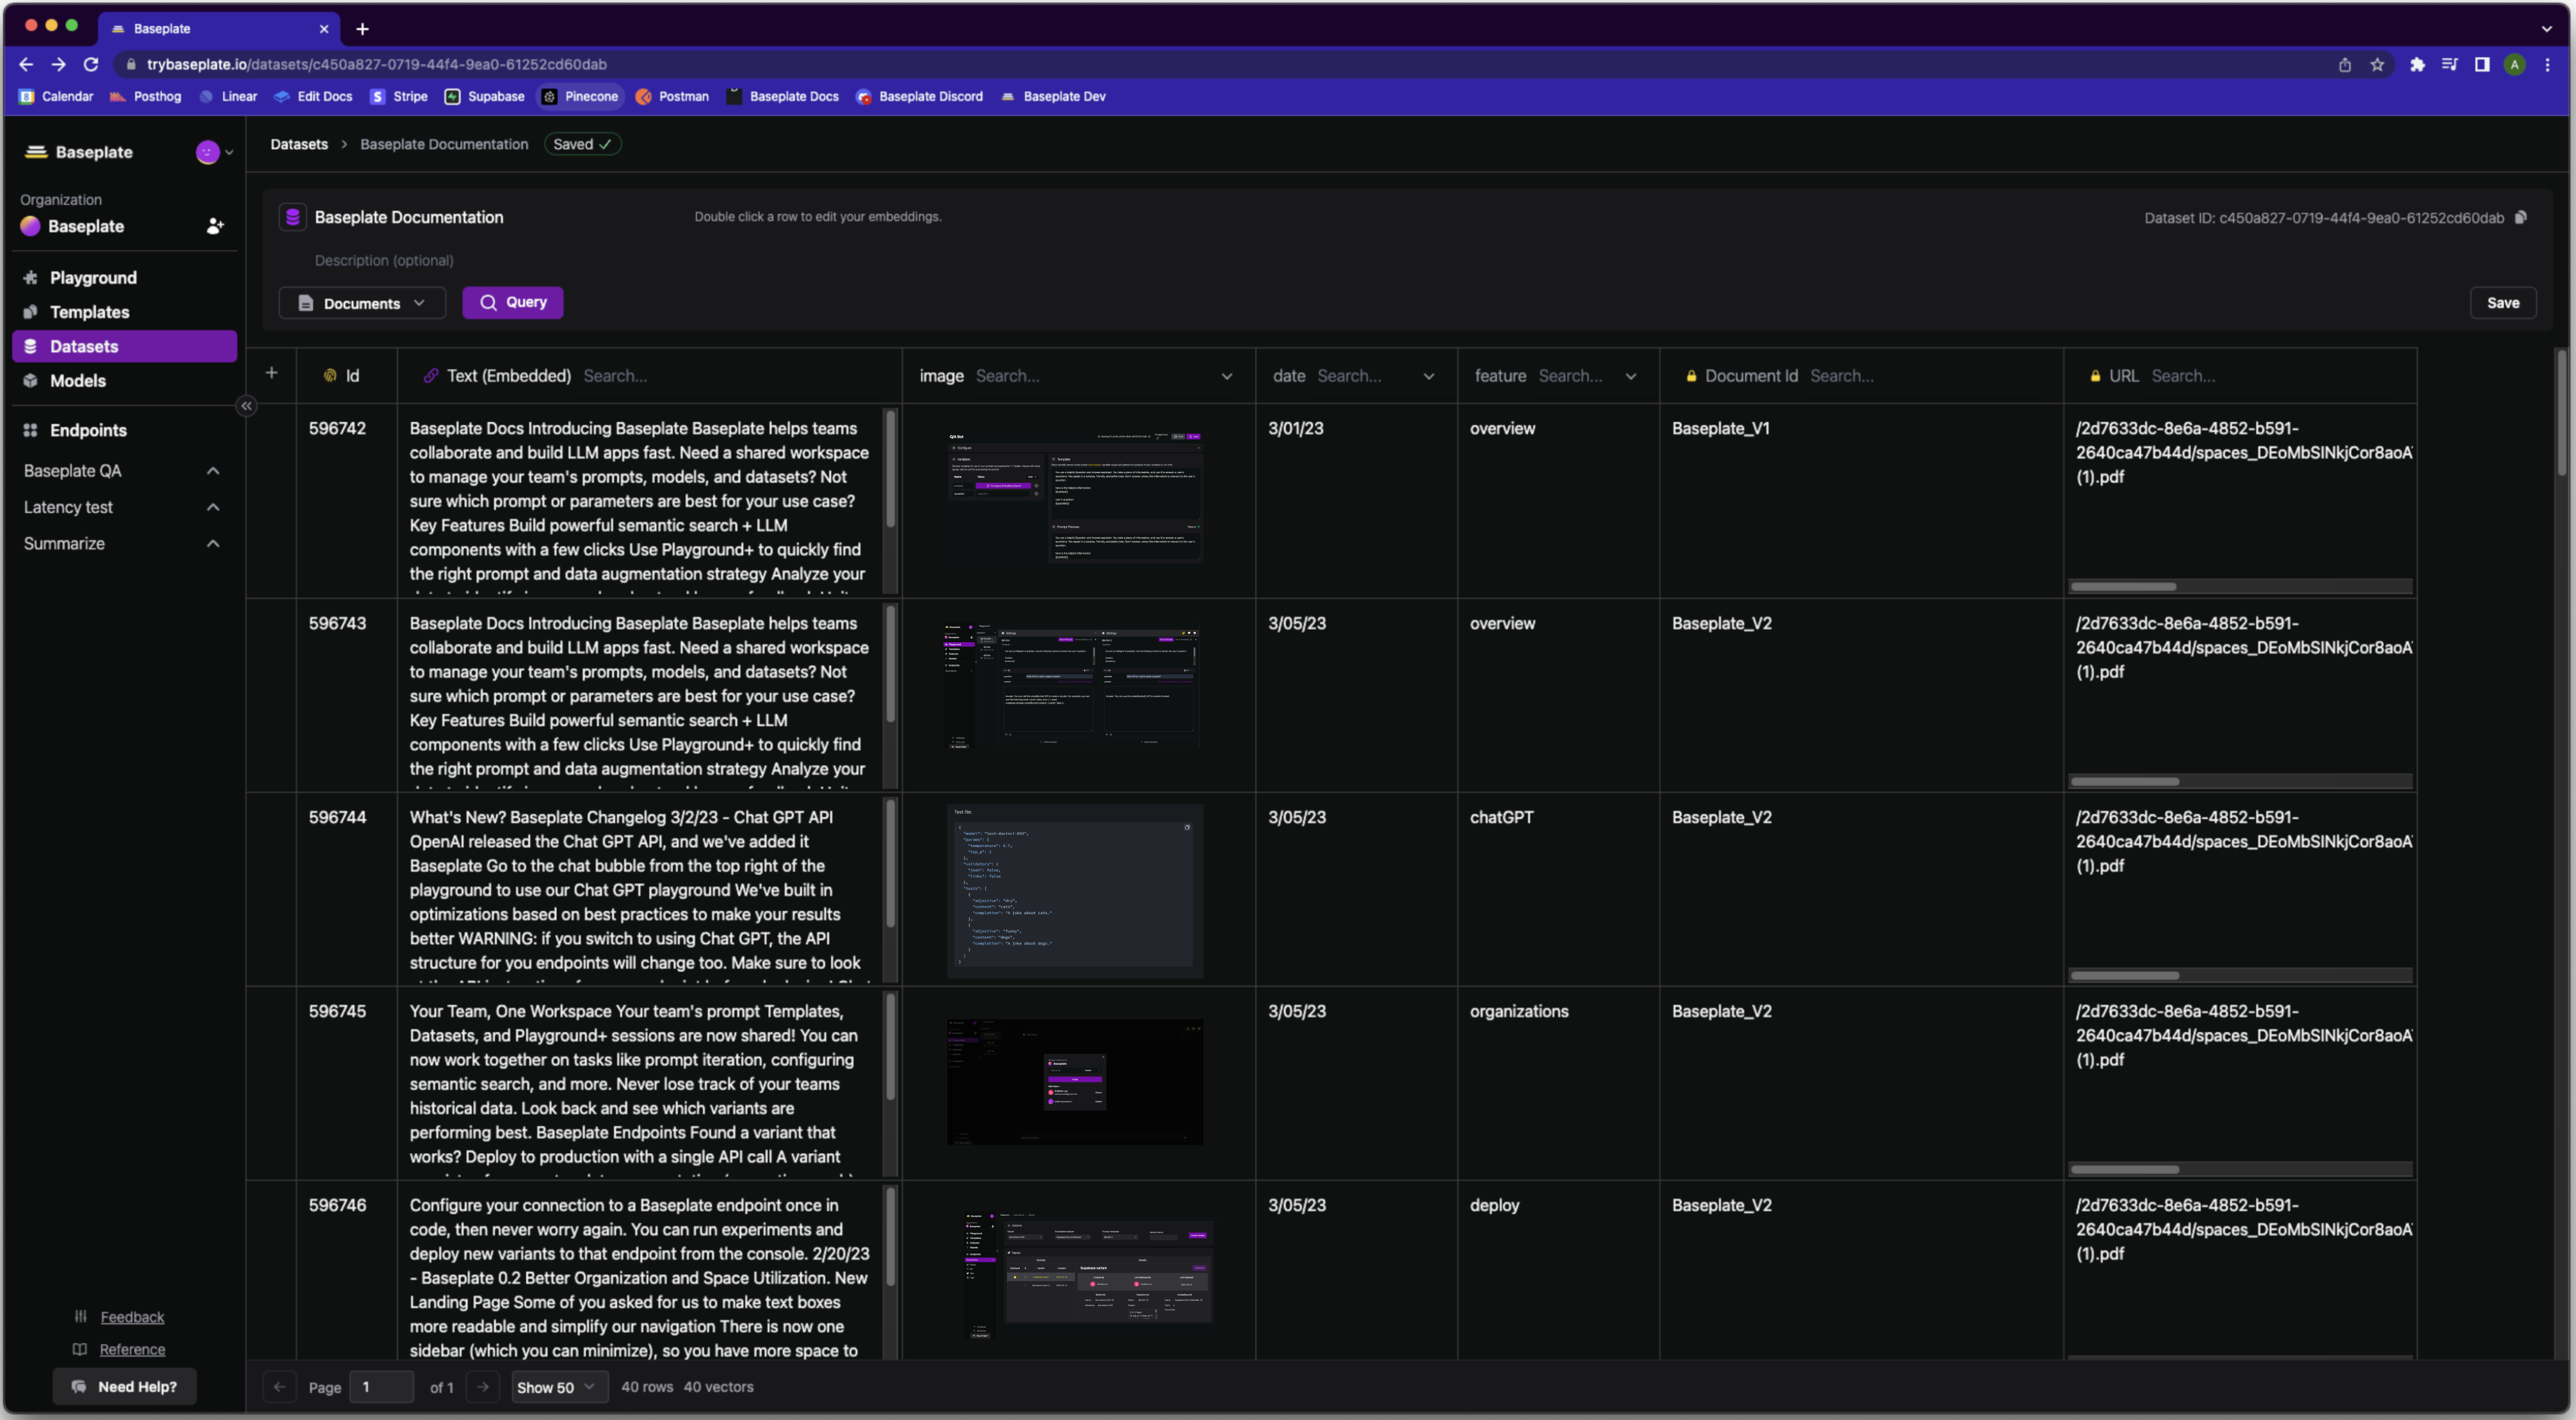 Baseplate
trybaseplate.io/datasets/c450a827-0719-44f4-9ea0-61252cd60dab
A
Calendar Posthog Linear Edit Docs Stripe Supabase Pinecone Postman Baseplate Docs Baseplate Discord Baseplate Dev
Baseplate
Organization
Baseplate
Playground
Templates
Datasets
Models
Endpoints
Baseplate QA
Latency test
Summarize
Feedback
Reference
Need Help?
Datasets > Baseplate Documentation Saved
Baseplate Documentation Double click a row to edit your embeddings. Dataset ID: c450a827-0719-44f4-9ea0-61252cd60dab
Description (optional)
Documents Query Save
+ Id Text (Embedded) Search... image Search... date Search... feature Search... Document Id Search... URL Search...
596742
Baseplate Docs Introducing Baseplate Baseplate helps teams
collaborate and build LLM apps fast. Need a shared workspace
to manage your team's prompts, models, and datasets? Not
sure which prompt or parameters are best for your use case?
Key Features Build powerful semantic search + LLM
components with a few clicks Use Playground+ to quickly find
the right prompt and data augmentation strategy Analyze your
3/01/23
overview
Baseplate_V1
/2d7633dc-8e6a-4852-b591-
2640ca47b44d/spaces_DEoMbSINkjCor8aoA
(1).pdf
596743
Baseplate Docs Introducing Baseplate Baseplate helps teams
collaborate and build LLM apps fast. Need a shared workspace
to manage your team's prompts, models, and datasets? Not
sure which prompt or parameters are best for your use case?
Key Features Build powerful semantic search + LLM
components with a few clicks Use Playground+ to quickly find
the right prompt and data augmentation strategy Analyze your
3/05/23
overview
Baseplate_V2
/2d7633dc-8e6a-4852-b591-
2640ca47b44d/spaces_DEoMbSINkjCor8aoA
(1).pdf
596744
What's New? Baseplate Changelog 3/2/23 - Chat GPT API
OpenAI released the Chat GPT API, and we've added it
Baseplate Go to the chat bubble from the top right of the
playground to use our Chat GPT playground We've built in
optimizations based on best practices to make your results
better WARNING: if you switch to using Chat GPT, the API
structure for you endpoints will change too. Make sure to look
Test file
3/05/23
chatGPT
Baseplate_V2
/2d7633dc-8e6a-4852-b591-
2640ca47b44d/spaces_DEoMbSINkjCor8aoA
(1).pdf
596745
Your Team, One Workspace Your team's prompt Templates,
Datasets, and Playground+ sessions are now shared! You can
now work together on tasks like prompt iteration, configuring
semantic search, and more. Never lose track of your teams
historical data. Look back and see which variants are
performing best. Baseplate Endpoints Found a variant that
works? Deploy to production with a single API call A variant
3/05/23
organizations
Baseplate_V2
/2d7633dc-8e6a-4852-b591-
2640ca47b44d/spaces_DEoMbSINkjCor8aoA
(1).pdf
596746
Configure your connection to a Baseplate endpoint once in
code, then never worry again. You can run experiments and
deploy new variants to that endpoint from the console. 2/20/23
- Baseplate 0.2 Better Organization and Space Utilization. New
Landing Page Some of you asked for us to make text boxes
more readable and simplify our navigation There is now one
sidebar (which you can minimize), so you have more space to
3/05/23
deploy
Baseplate_V2
/2d7633dc-8e6a-4852-b591-
2640ca47b44d/spaces_DEoMbSINkjCor8aoA
(1).pdf
Page 1 of 1 Show 50 40 rows 40 vectors